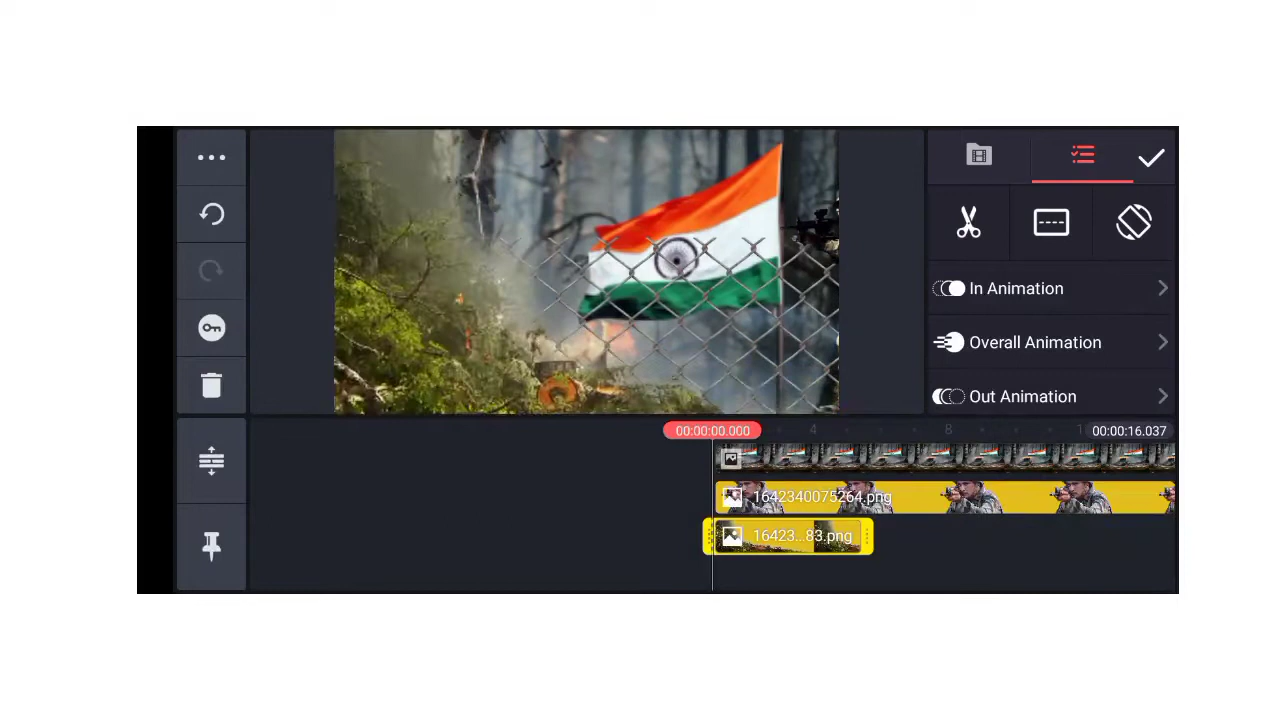 In Animation
Overall Animation
Out Animation
00:00:00.000
4
8
1
00:00:16.037
1642340075264.png
16423...83.png